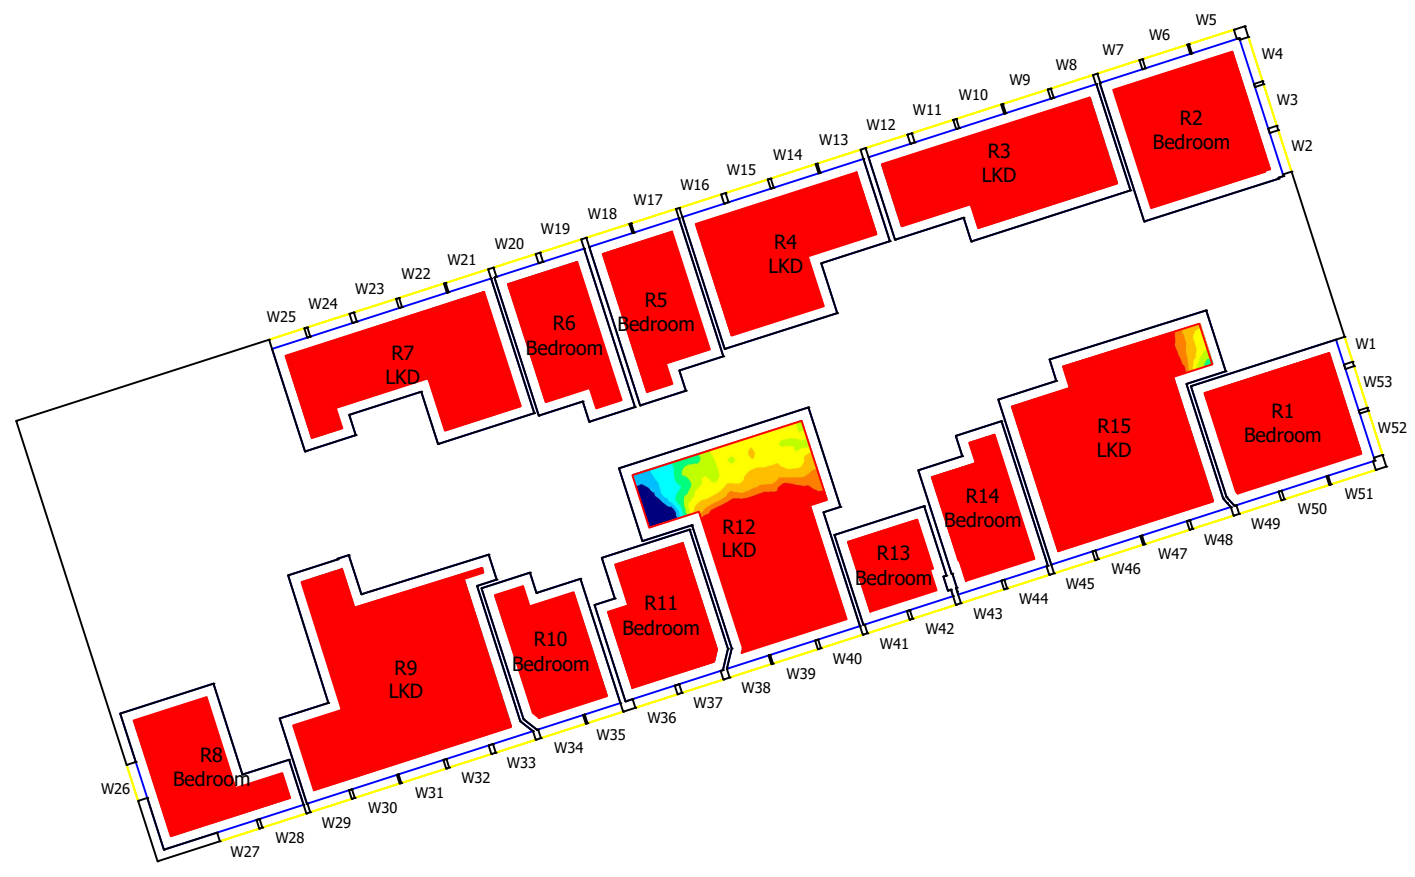 W5
W6
W4
W7
W8
W3
W9
W10
R2
Bedroom
W11
W2
W12
R3
LKD
W13
W14
W15
W16
W17
W18
R4
LKD
W19
W20
W21
R5
Bedroom
W22
W23
R6
Bedroom
W24
W25
R7
LKD
W1
W53
R1
Bedroom
W52
R15
LKD
W51
R14
Bedroom
W50
W49
R12
LKD
W48
R13
Bedroom
W47
W46
W45
R11
Bedroom
W44
W43
W42
R10
Bedroom
W41
W40
R9
LKD
W39
W38
W37
W36
W35
W34
R8
Bedroom
W33
W32
W26
W31
W30
W29
W28
W27